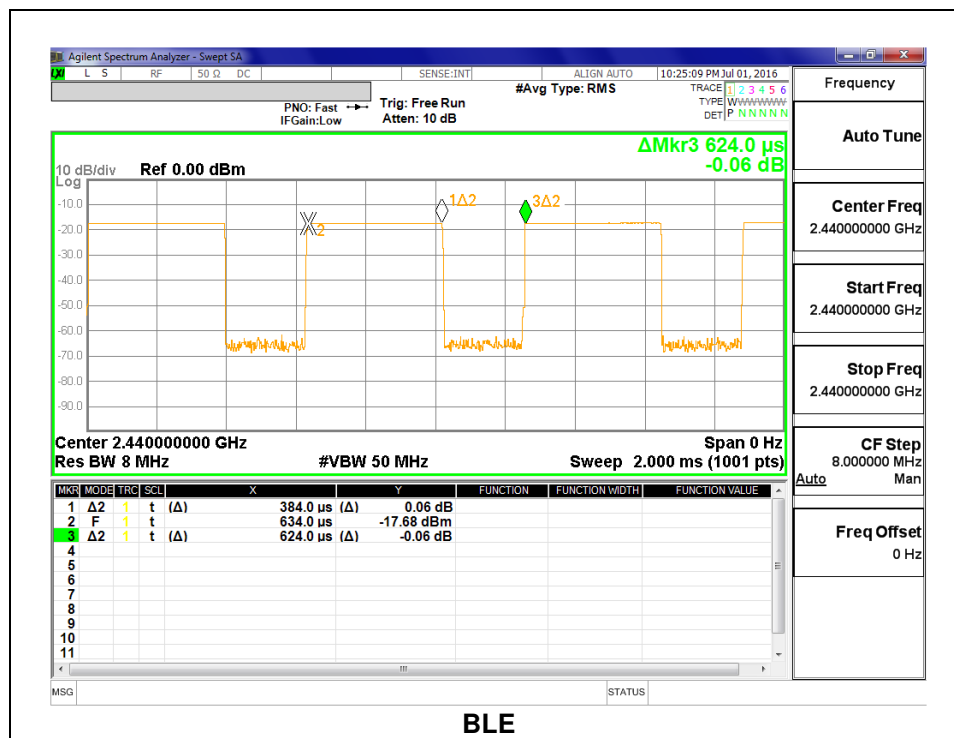 Agilent Spectrum Analyzer - Swept SA
LXI L S RF 50 Ω DC SENSE:INT ALIGN AUTO 10:25:09 PM Jul 01, 2016
#Avg Type: RMS
TRACE 1 2 3 4 5 6
TYPE WWWWWW
DET P N N N N N
PNO: Fast
IFGain:Low
Trig: Free Run
Atten: 10 dB
ΔMkr3 624.0 µs
-0.06 dB
10 dB/div Ref 0.00 dBm
Log
-10.0
-20.0
-30.0
-40.0
-50.0
-60.0
-70.0
-80.0
-90.0
2
1Δ2
3Δ2
Center 2.440000000 GHz Span 0 Hz
Res BW 8 MHz #VBW 50 MHz Sweep 2.000 ms (1001 pts)
MKR MODE TRC SCL X Y FUNCTION FUNCTION WIDTH FUNCTION VALUE
1 Δ2 1 t (Δ) 384.0 µs (Δ) 0.06 dB
2 F 1 t 634.0 µs -17.68 dBm
3 Δ2 1 t (Δ) 624.0 µs (Δ) -0.06 dB
4
5
6
7
8
9
10
11
MSG STATUS
Frequency
Auto Tune
Center Freq
2.440000000 GHz
Start Freq
2.440000000 GHz
Stop Freq
2.440000000 GHz
CF Step
8.000000 MHz
Auto Man
Freq Offset
0 Hz
BLE